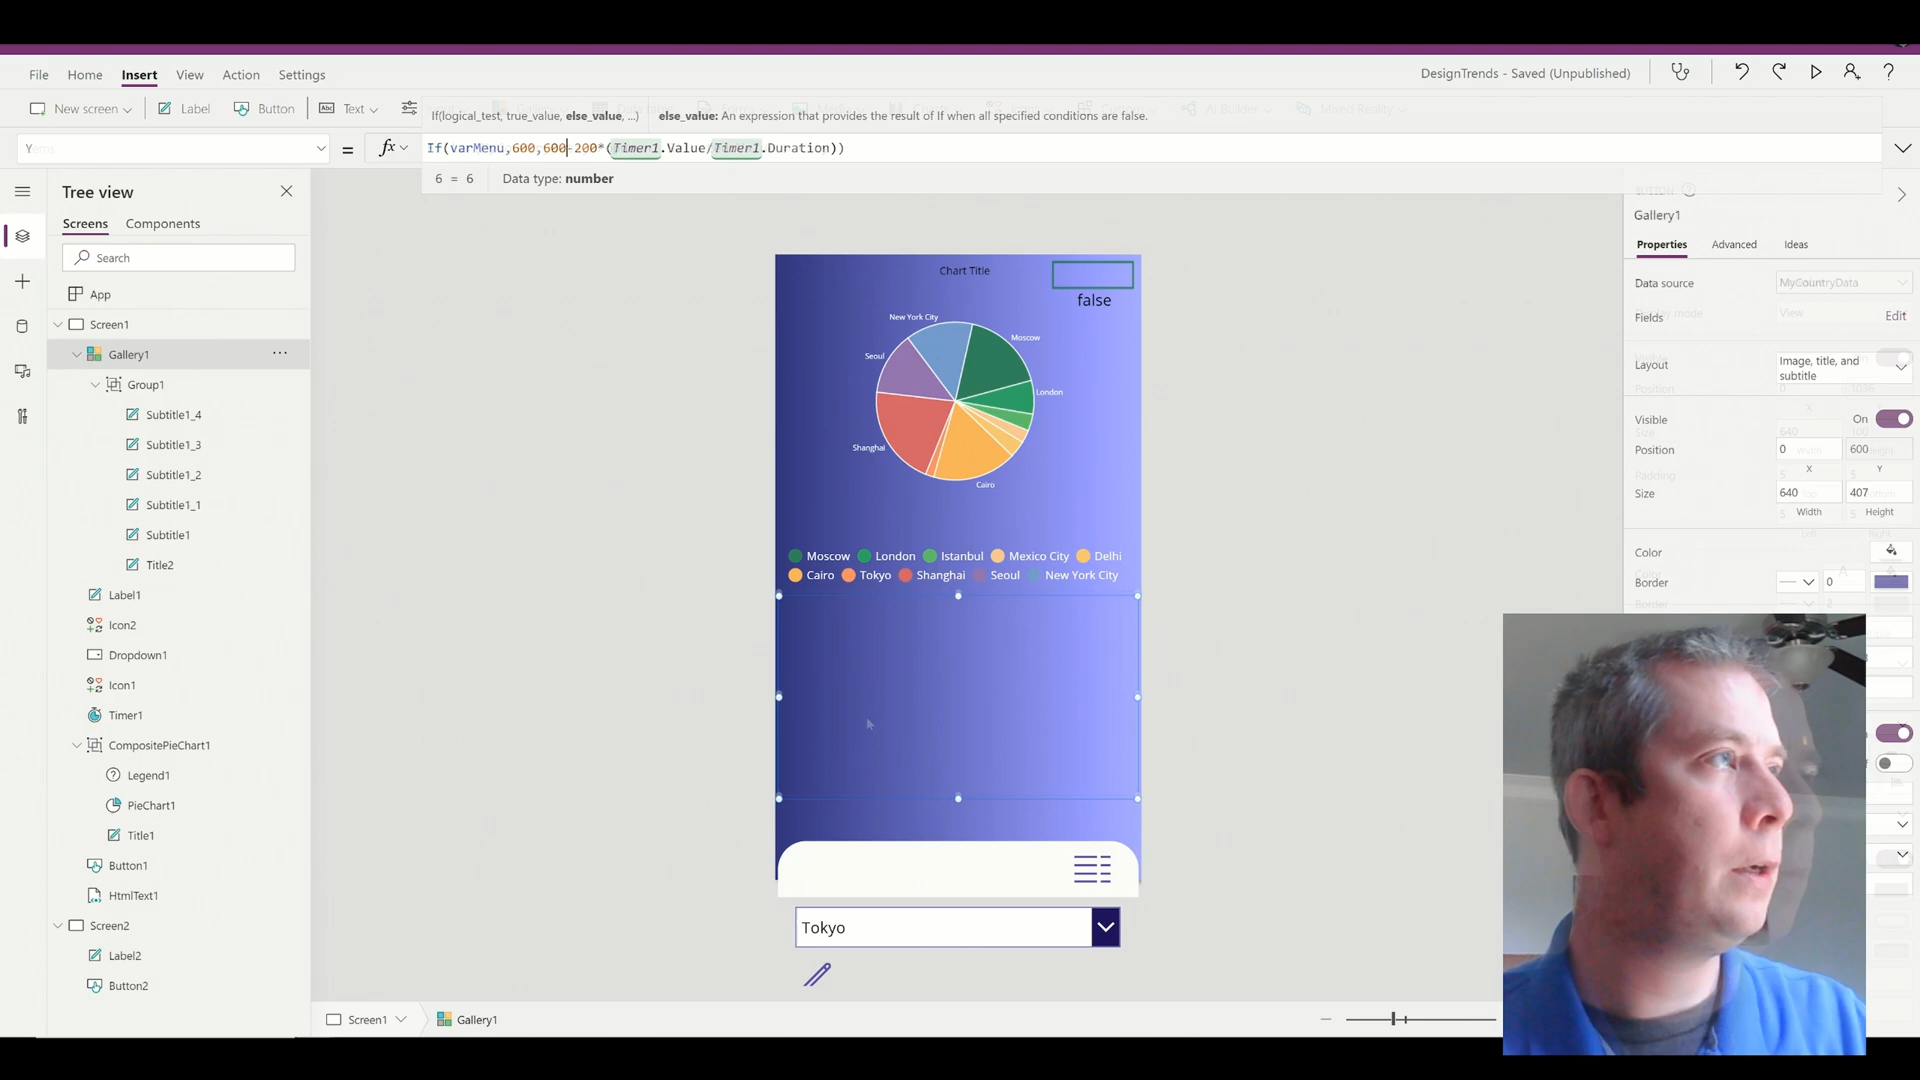 File Home Insert View Action Settings
DesignTrends - Saved (Unpublished)
New screen Label Button Text
If(logical_test, true_value, else_value, ...) else_value: An expression that provides the result of If when all specified conditions are false.
Y = fx If(varMenu,600,600-200*(Timer1.Value/Timer1.Duration))
6 = 6 Data type: number
Tree view
Screens Components
Search
App
Screen1
Gallery1 ...
Group1
Subtitle1_4
Subtitle1_3
Subtitle1_2
Subtitle1_1
Subtitle1
Title2
Label1
Icon2
Dropdown1
Icon1
Timer1
CompositePieChart1
Legend1
PieChart1
Title1
Button1
HtmlText1
Screen2
Label2
Button2
Chart Title
false
New York City
Moscow
Seoul
London
Shanghai
Cairo
Moscow London Istanbul Mexico City Delhi
Cairo Tokyo Shanghai Seoul New York City
Tokyo
Screen1 Gallery1
BUTTON
Gallery1
Properties Advanced Ideas
Data source MyCountryData
Fields Edit
Layout Image, title, and subtitle
Visible On
Position 0 600
X Y
Size 640 407
Width Height
Color
Border 0